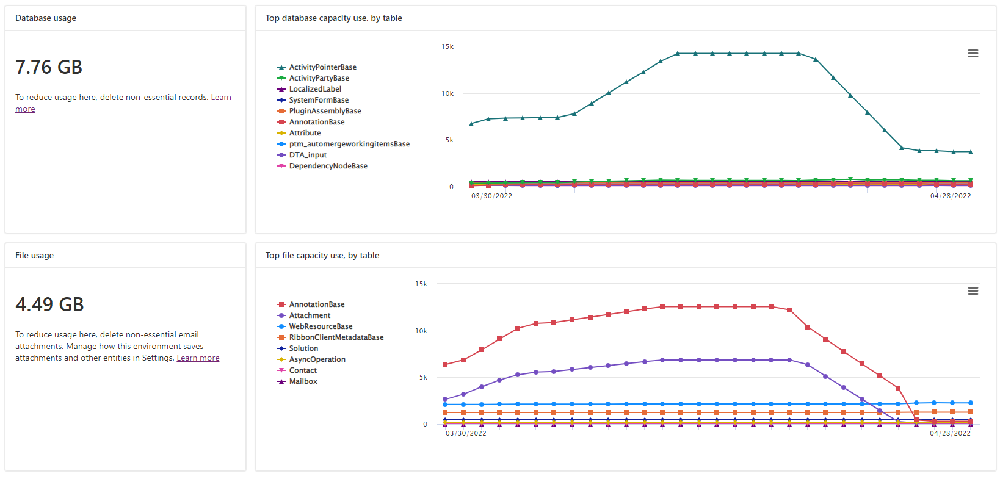 Database usage
7.76 GB
To reduce usage here, delete non-essential records. Learn
more
Top database capacity use, by table
ActivityPointerBase
ActivityPartyBase
LocalizedLabel
SystemFormBase
PluginAssemblyBase
AnnotationBase
Attribute
ptm_automergeworkingitemsBase
DTA_input
DependencyNodeBase
15k
10k
5k
0
03/30/2022
04/28/2022
File usage
4.49 GB
To reduce usage here, delete non-essential email
attachments. Manage how this environment saves
attachments and other entities in Settings. Learn more
Top file capacity use, by table
AnnotationBase
Attachment
WebResourceBase
RibbonClientMetadataBase
Solution
AsyncOperation
Contact
Mailbox
15k
10k
5k
0
03/30/2022
04/28/2022